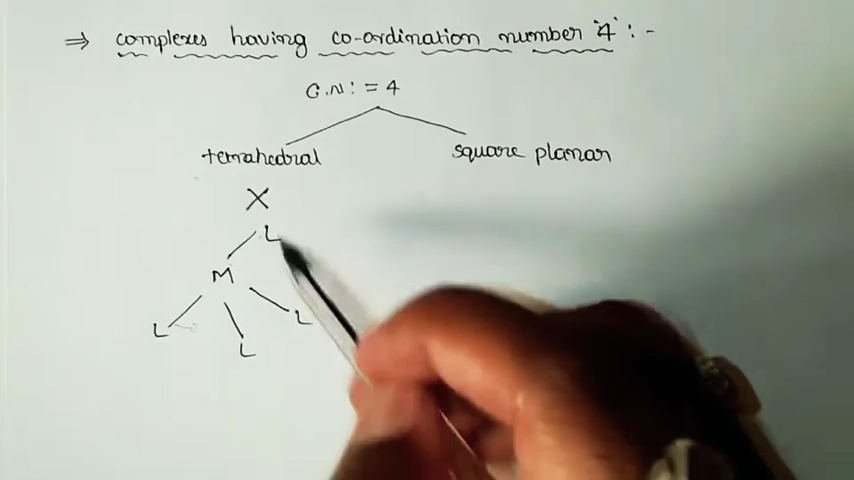 ⇒ complexes having co-ordination number '4' :-
C.N : = 4
tetrahedral square planar
X
L
M
L L
L